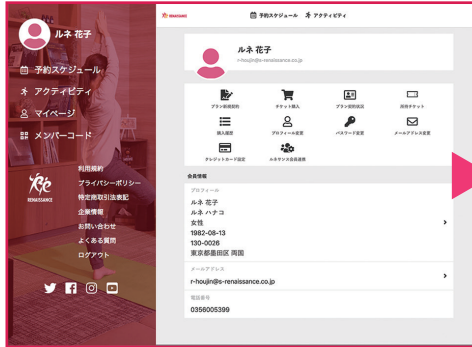 ルネ 花子
予約スケジュール
アクティビティ
マイページ
メンバーコード
RENAISSANCE
利用規約
プライバシーポリシー
特定商取引法表記
企業情報
お問い合わせ
よくある質問
ログアウト
RENAISSANCE
予約スケジュール アクティビティ
ルネ 花子
r-houjin@s-renaissance.co.jp
プラン新規契約 チケット購入 プラン契約状況 所持チケット
購入履歴 プロフィール変更 パスワード変更 メールアドレス変更
クレジットカード設定 ルネサンス会員連携
会員情報
プロフィール
ルネ 花子
ルネ ハナコ
女性
1982-08-13
130-0026
東京都墨田区 両国
メールアドレス
r-houjin@s-renaissance.co.jp
電話番号
0356005399